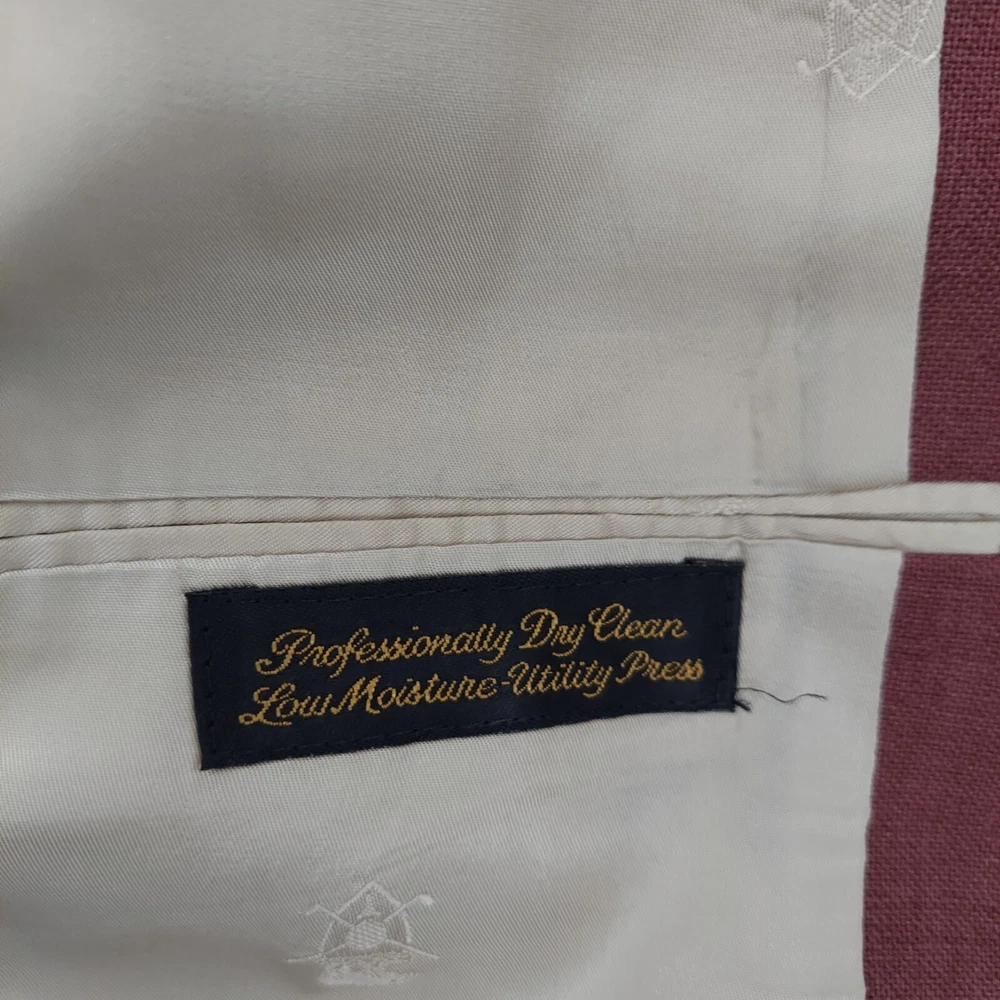 Professionally Dry Clean
Low Moisture-Utility Press